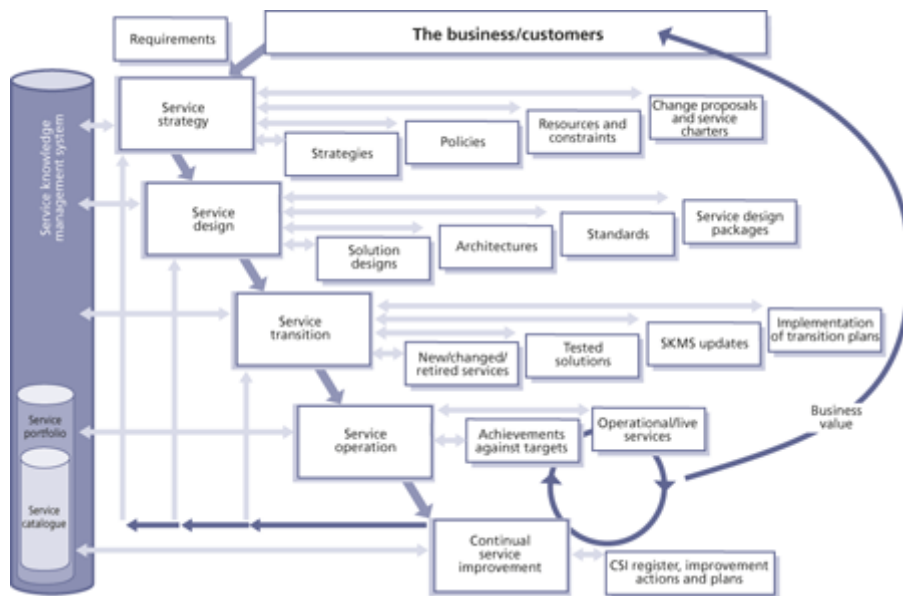 The business/customers
Requirements
Service
strategy
Strategies
Policies
Resources and
constraints
Change proposals
and service
charters
Service knowledge
management system
Service
design
Solution
designs
Architectures
Standards
Service design
packages
Service
transition
New/changed/
retired services
Tested
solutions
SKMS updates
Implementation
of transition plans
Service
portfolio
Service
operation
Achievements
against targets
Operational/live
services
Business
value
Service
catalogue
Continual
service
improvement
CSI register, improvement
actions and plans